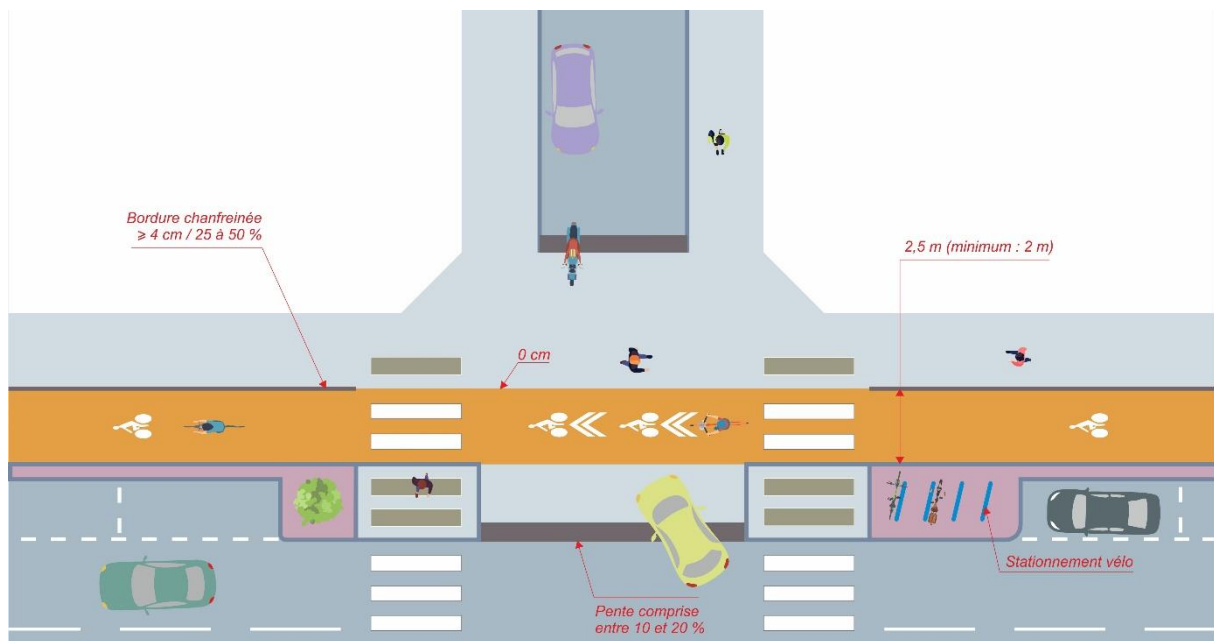 Bordure chanfreinée
⩾ 4 cm / 25 à 50 %
2,5 m (minimum : 2 m)
0 cm
Stationnement vélo
Pente comprise
entre 10 et 20 %